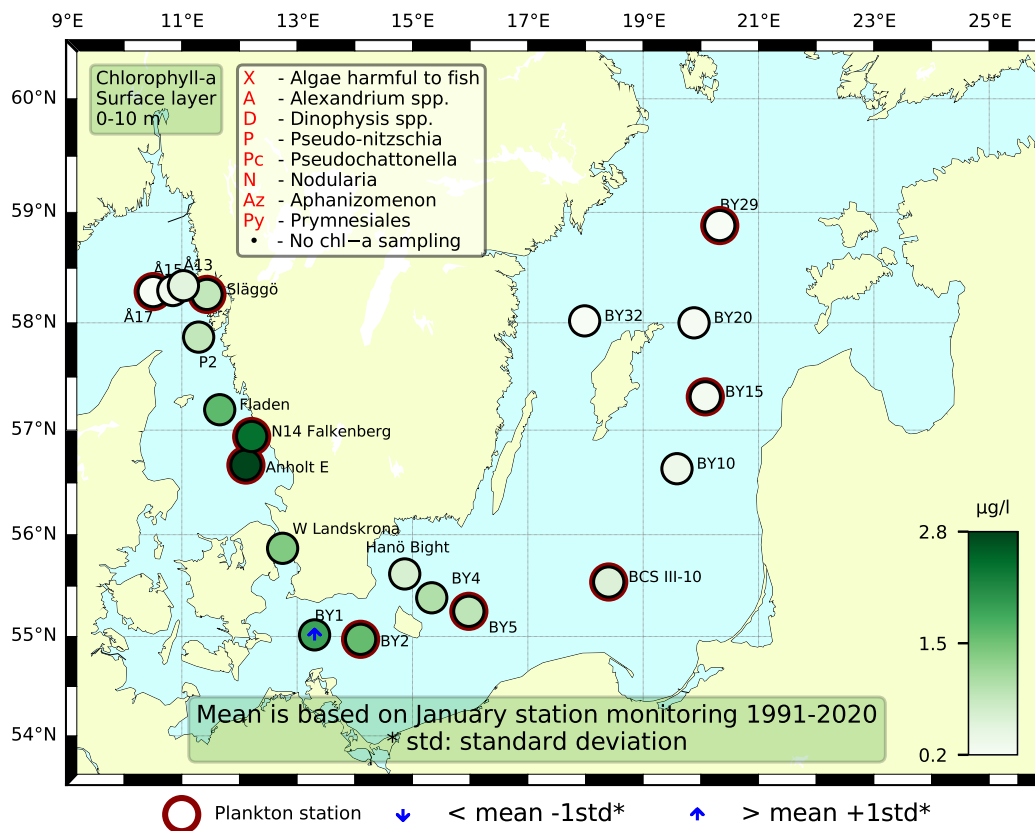 9°E 11°E 13°E 15°E 17°E 19°E 21°E 23°E 25°E
Chlorophyll-a
Surface layer
0-10 m
X - Algae harmful to fish
A - Alexandrium spp.
D - Dinophysis spp.
P - Pseudo-nitzschia
Pc - Pseudochattonella
N - Nodularia
Az - Aphanizomenon
Py - Prymnesiales
• - No chl−a sampling
60°N
59°N
58°N
57°N
56°N
55°N
54°N
BY29
Å15
Å13
Släggö
Å17
BY32
BY20
P2
BY15
Fladen
N14 Falkenberg
Anholt E
BY10
W Landskrona
Hanö Bight
BY4
BCS III-10
BY1
BY5
BY2
µg/l
2.8
1.5
0.2
Mean is based on January station monitoring 1991-2020
* std: standard deviation
Plankton station
< mean -1std*
> mean +1std*